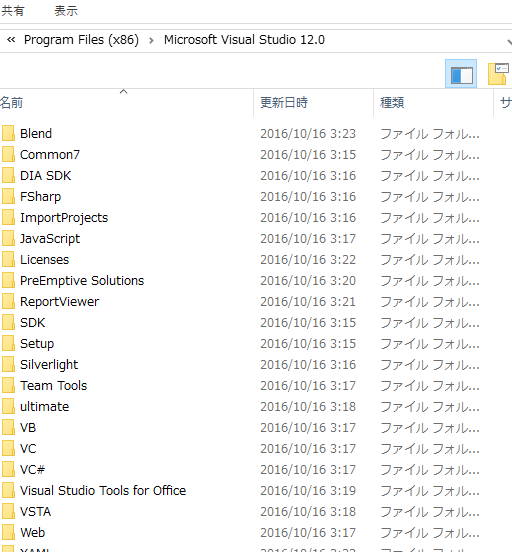 共有 表示
« Program Files (x86) › Microsoft Visual Studio 12.0
名前 更新日時 種類 サ
Blend 2016/10/16 3:23 ファイル フォル...
Common7 2016/10/16 3:15 ファイル フォル...
DIA SDK 2016/10/16 3:16 ファイル フォル...
FSharp 2016/10/16 3:16 ファイル フォル...
ImportProjects 2016/10/16 3:16 ファイル フォル...
JavaScript 2016/10/16 3:17 ファイル フォル...
Licenses 2016/10/16 3:22 ファイル フォル...
PreEmptive Solutions 2016/10/16 3:20 ファイル フォル...
ReportViewer 2016/10/16 3:21 ファイル フォル...
SDK 2016/10/16 3:15 ファイル フォル...
Setup 2016/10/16 3:15 ファイル フォル...
Silverlight 2016/10/16 3:16 ファイル フォル...
Team Tools 2016/10/16 3:17 ファイル フォル...
ultimate 2016/10/16 3:18 ファイル フォル...
VB 2016/10/16 3:17 ファイル フォル...
VC 2016/10/16 3:17 ファイル フォル...
VC# 2016/10/16 3:17 ファイル フォル...
Visual Studio Tools for Office 2016/10/16 3:19 ファイル フォル...
VSTA 2016/10/16 3:18 ファイル フォル...
Web 2016/10/16 3:17 ファイル フォル...